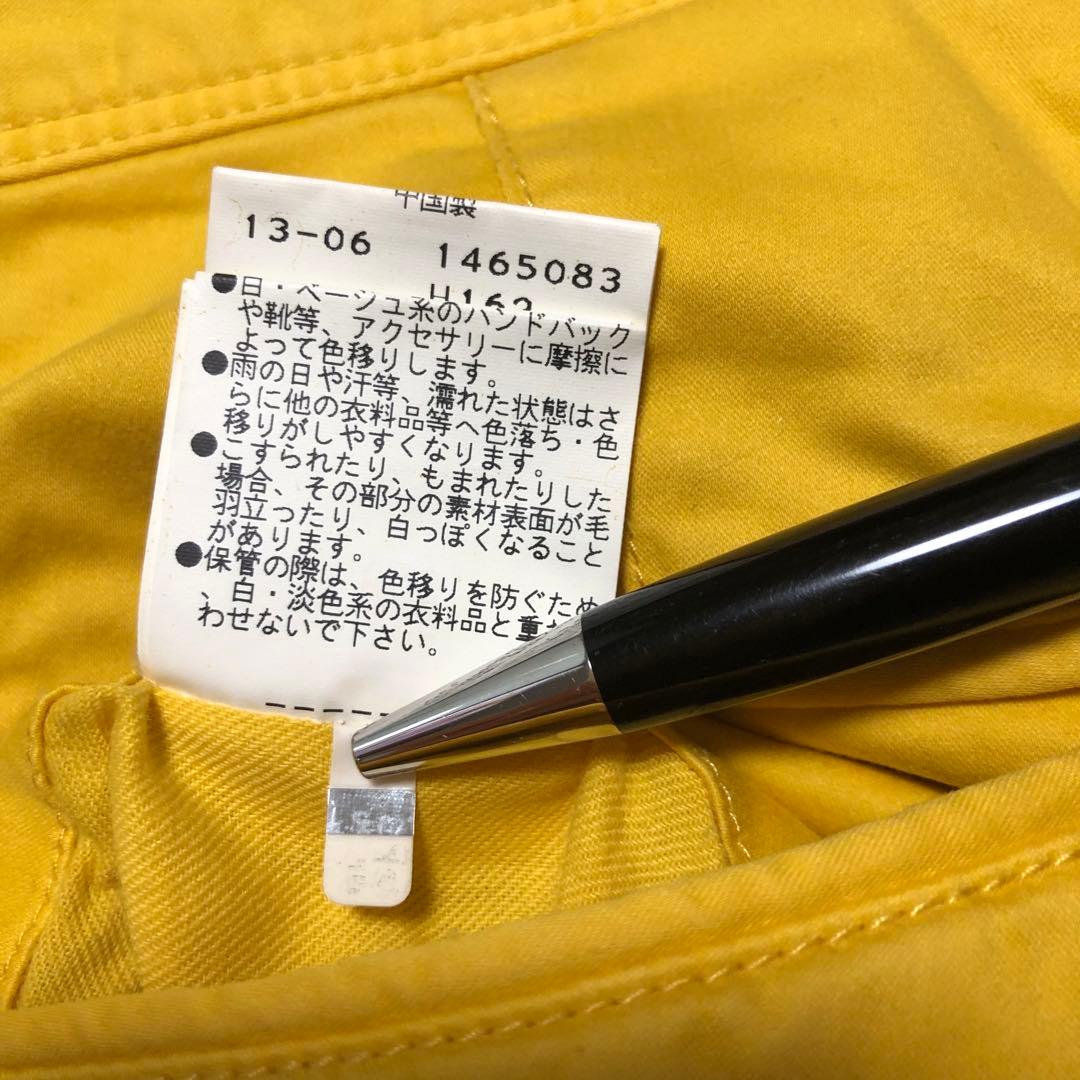 中国製
13-06 1465083
H162
●白・ベージュ系のハンドバック
や靴等、アクセサリーに摩擦に
よって色移りします。
●雨の日や汗等、濡れた状態はさ
らに他の衣料品等へ色落ち・色
移りがしやすくなります。
●こすられたり、もまれたりした
場合、その部分の素材表面が毛
羽立ったり、白っぽくなること
があります。
●保管の際は、色移りを防ぐため
、白・淡色系の衣料品と重
わせないで下さい。